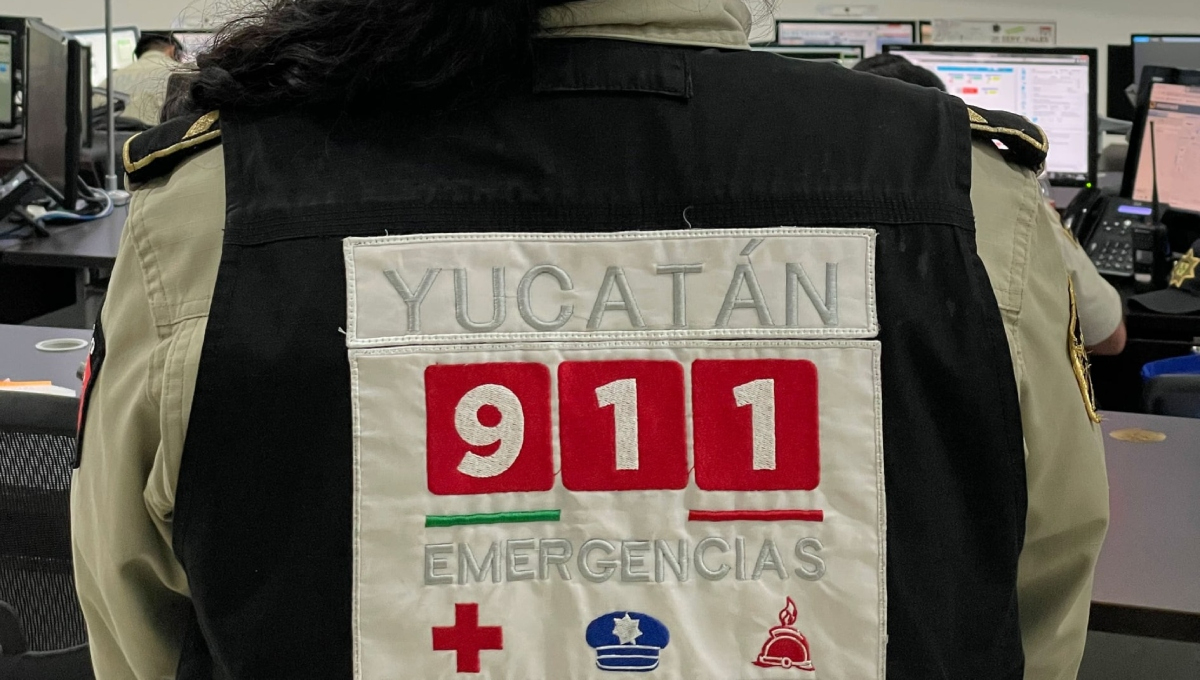 YUCATÁN
911
EMERGENCIAS